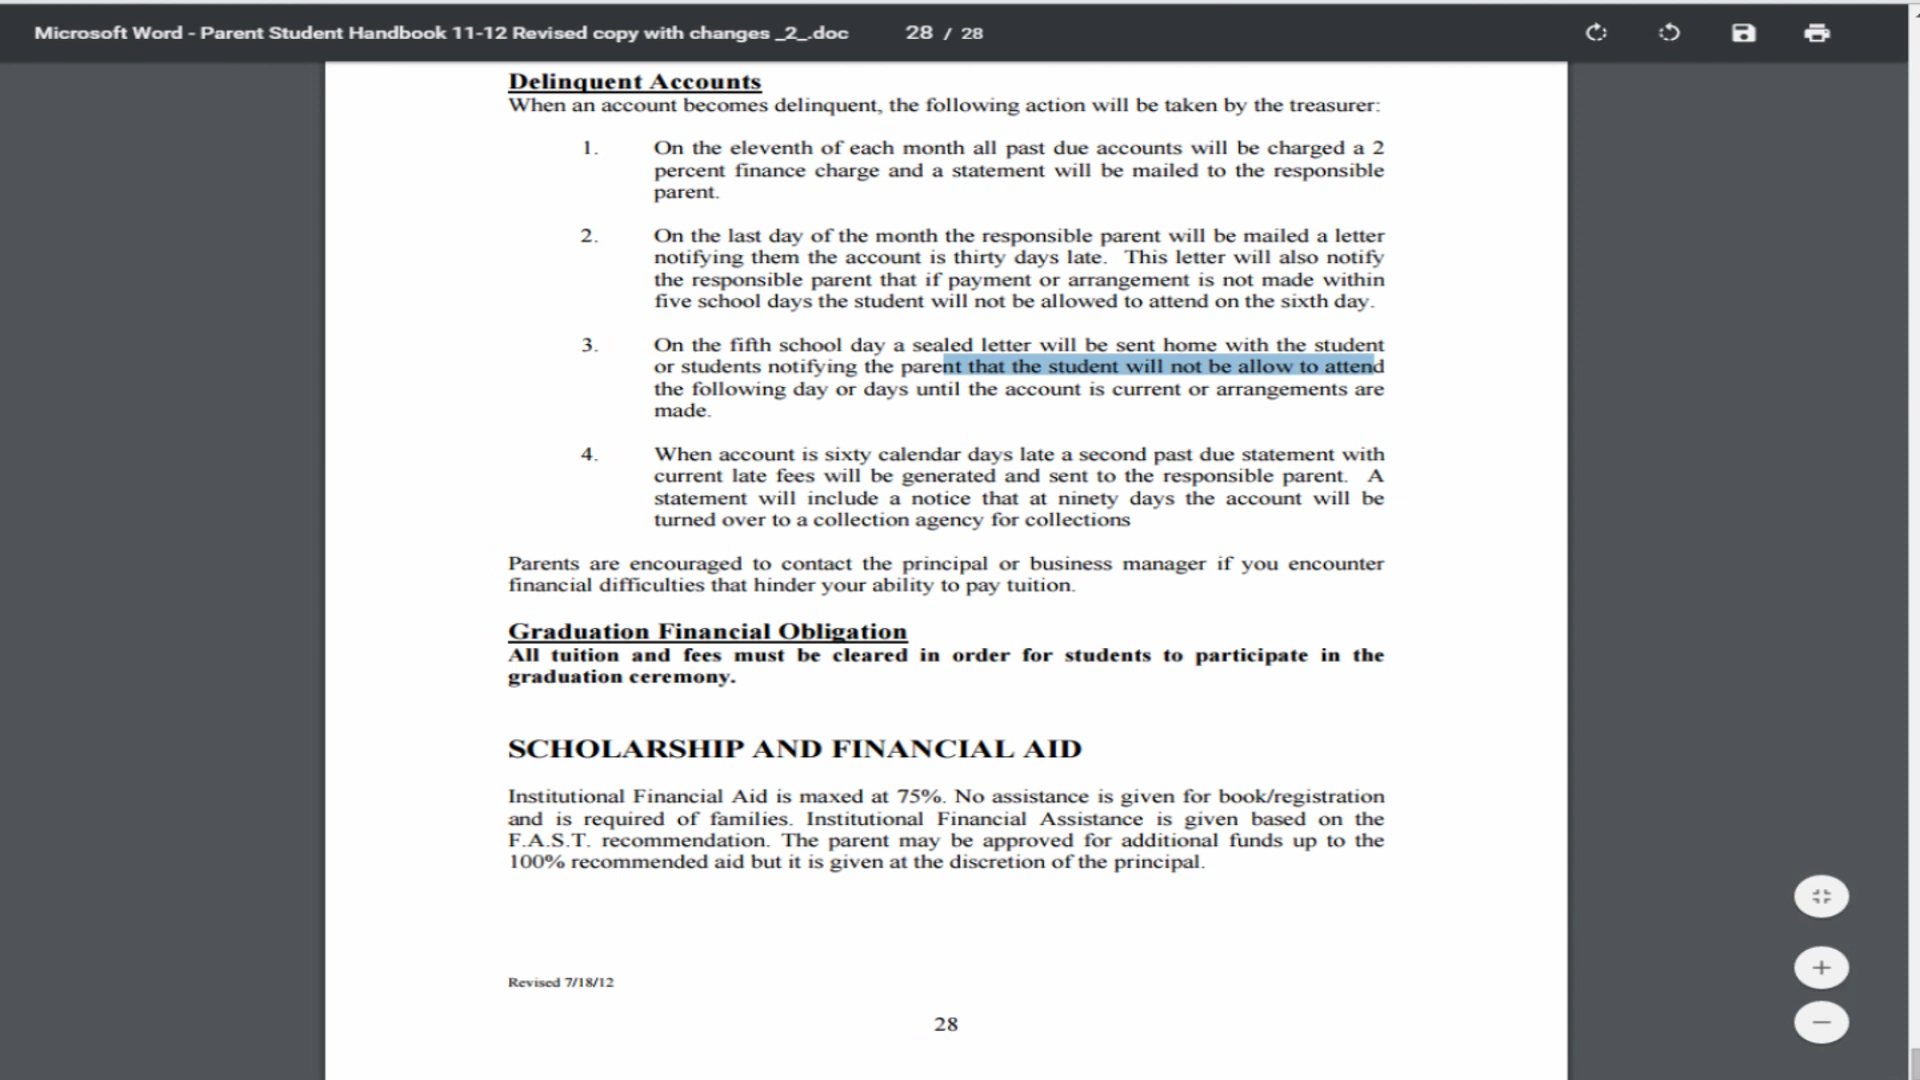 Microsoft Word - Parent Student Handbook 11-12 Revised copy with changes _2_.doc 28 / 28
Delinquent Accounts
When an account becomes delinquent, the following action will be taken by the treasurer:
1. On the eleventh of each month all past due accounts will be charged a 2
percent finance charge and a statement will be mailed to the responsible
parent.
2. On the last day of the month the responsible parent will be mailed a letter
notifying them the account is thirty days late. This letter will also notify
the responsible parent that if payment or arrangement is not made within
five school days the student will not be allowed to attend on the sixth day.
3. On the fifth school day a sealed letter will be sent home with the student
or students notifying the parent that the student will not be allow to attend
the following day or days until the account is current or arrangements are
made.
4. When account is sixty calendar days late a second past due statement with
current late fees will be generated and sent to the responsible parent. A
statement will include a notice that at ninety days the account will be
turned over to a collection agency for collections
Parents are encouraged to contact the principal or business manager if you encounter
financial difficulties that hinder your ability to pay tuition.
Graduation Financial Obligation
All tuition and fees must be cleared in order for students to participate in the
graduation ceremony.
SCHOLARSHIP AND FINANCIAL AID
Institutional Financial Aid is maxed at 75%. No assistance is given for book/registration
and is required of families. Institutional Financial Assistance is given based on the
F.A.S.T. recommendation. The parent may be approved for additional funds up to the
100% recommended aid but it is given at the discretion of the principal.
Revised 7/18/12
28